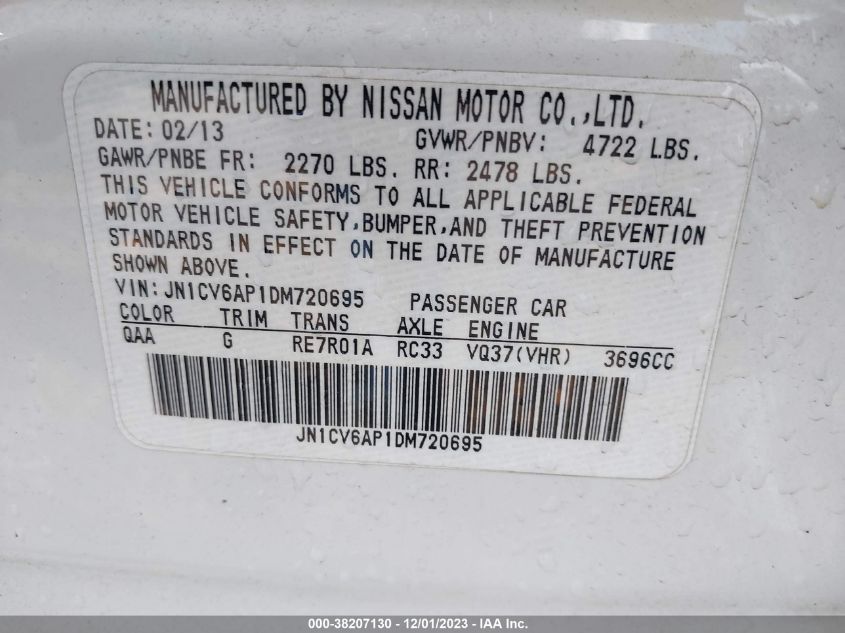 MANUFACTURED BY NISSAN MOTOR CO.,LTD.
DATE: 02/13 GVWR/PNBV: 4722 LBS.
GAWR/PNBE FR: 2270 LBS. RR: 2478 LBS.
THIS VEHICLE CONFORMS TO ALL APPLICABLE FEDERAL
MOTOR VEHICLE SAFETY,BUMPER,AND THEFT PREVENTION
STANDARDS IN EFFECT ON THE DATE OF MANUFACTURE
SHOWN ABOVE.
VIN: JN1CV6AP1DM720695 PASSENGER CAR
COLOR TRIM TRANS AXLE ENGINE
QAA G RE7R01A RC33 VQ37(VHR) 3696CC
JN1CV6AP1DM720695
000-38207130 - 12/01/2023 - IAA Inc.